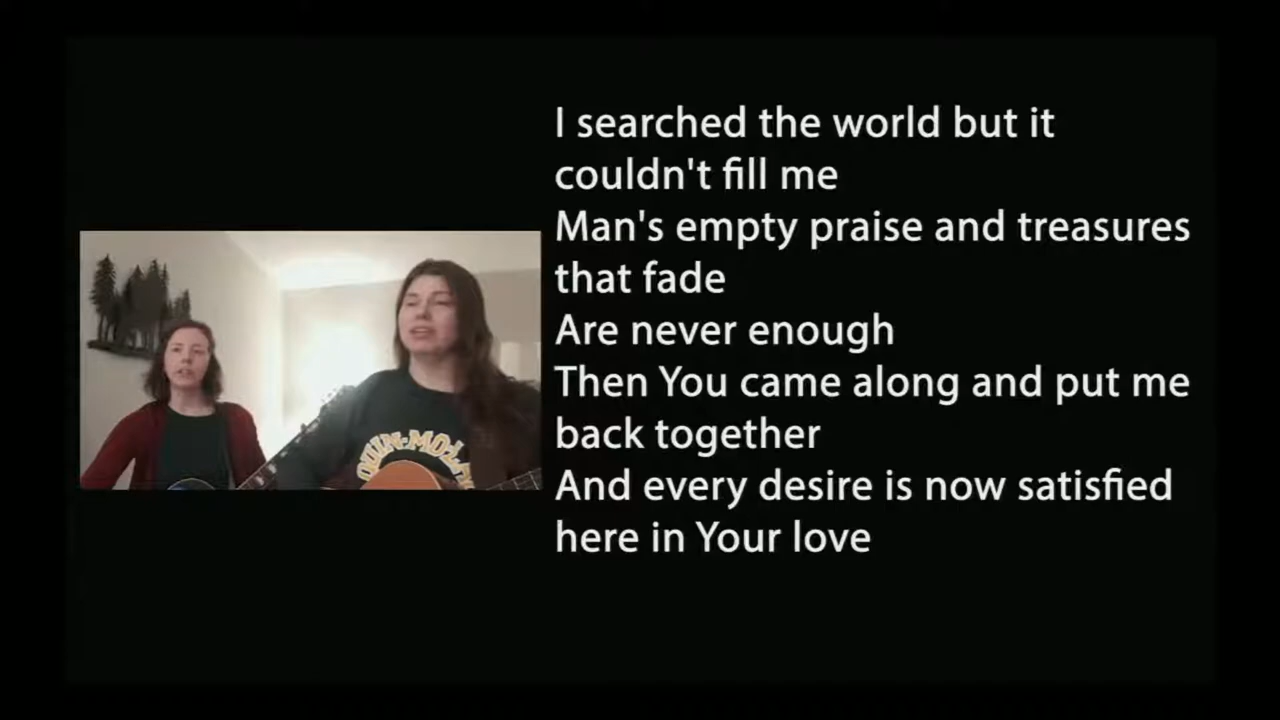 I searched the world but it
couldn't fill me
Man's empty praise and treasures
that fade
Are never enough
Then You came along and put me
back together
And every desire is now satisfied
here in Your love